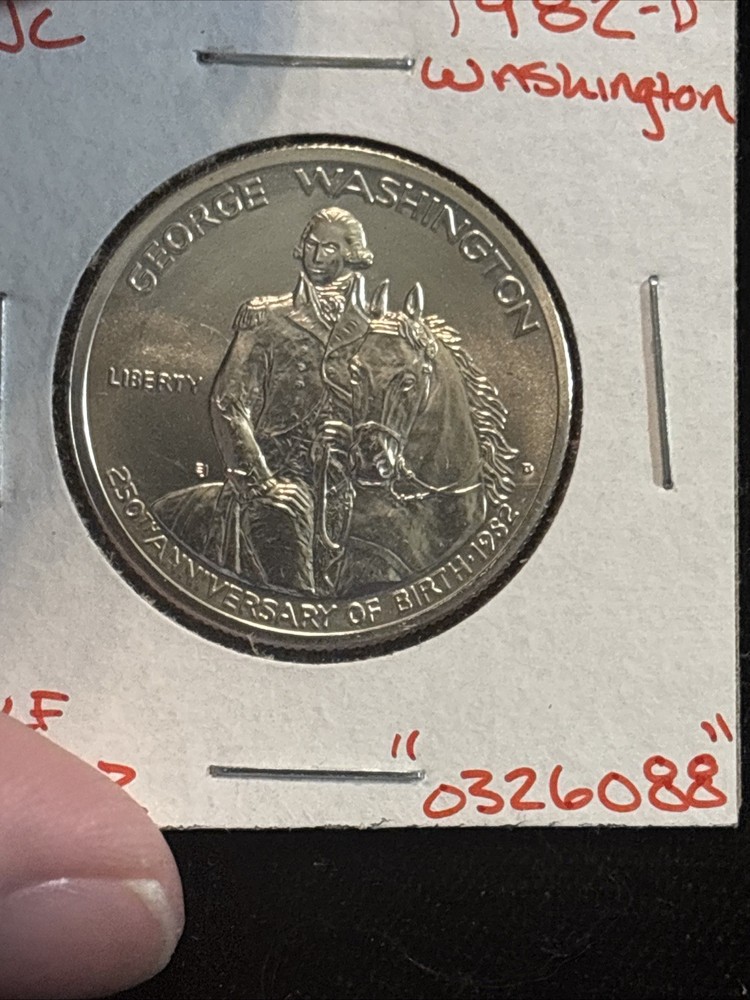 1982-D
Washington
GEORGE WASHINGTON
LIBERTY
D
250TH ANNIVERSARY OF BIRTH·1982
"0326088"